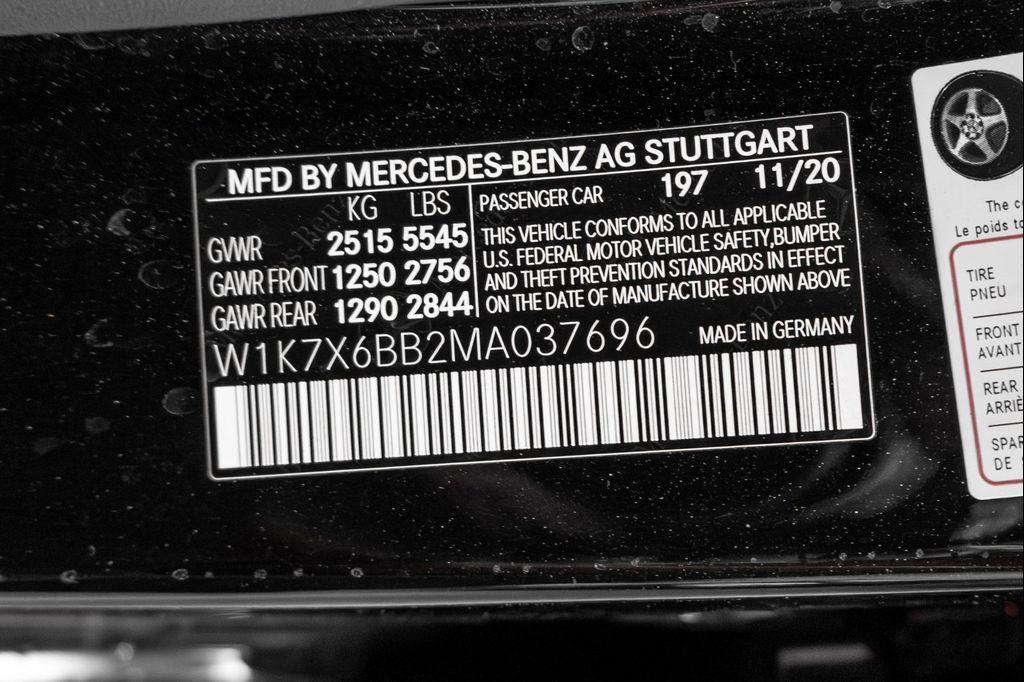 MFD BY MERCEDES-BENZ AG STUTTGART
KG LBS
GVWR 2515 5545
GAWR FRONT 1250 2756
GAWR REAR 1290 2844
PASSENGER CAR 197 11/20
THIS VEHICLE CONFORMS TO ALL APPLICABLE
U.S. FEDERAL MOTOR VEHICLE SAFETY,BUMPER
AND THEFT PREVENTION STANDARDS IN EFFECT
ON THE DATE OF MANUFACTURE SHOWN ABOVE
W1K7X6BB2MA037696 MADE IN GERMANY
The
Le poids
TIRE
PNEU
FRONT
AVANT
REAR
DE